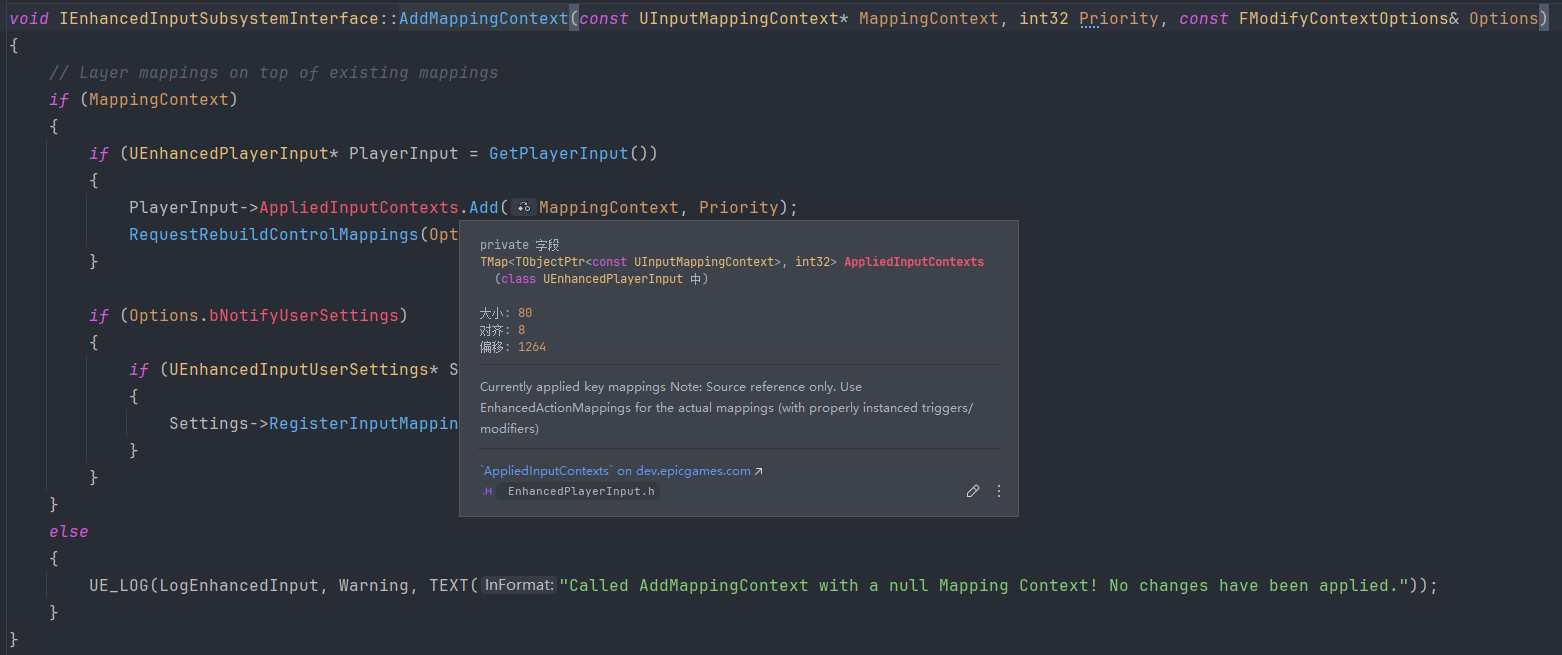 void IEnhancedInputSubsystemInterface::AddMappingContext(const UInputMappingContext* MappingContext, int32 Priority, const FModifyContextOptions& Options)
{
// Layer mappings on top of existing mappings
if (MappingContext)
{
if (UEnhancedPlayerInput* PlayerInput = GetPlayerInput())
{
PlayerInput->AppliedInputContexts.Add(MappingContext, Priority);
RequestRebuildControlMappings(Opt
}
if (Options.bNotifyUserSettings)
{
if (UEnhancedInputUserSettings* S
{
Settings->RegisterInputMappin
}
}
}
else
{
UE_LOG(LogEnhancedInput, Warning, TEXT(InFormat:"Called AddMappingContext with a null Mapping Context! No changes have been applied."));
}
}
private 字段
TMap<TObjectPtr<const UInputMappingContext>, int32> AppliedInputContexts
(class UEnhancedPlayerInput 中)
大小: 80
对齐: 8
偏移: 1264
Currently applied key mappings Note: Source reference only. Use
EnhancedActionMappings for the actual mappings (with properly instanced triggers/
modifiers)
`AppliedInputContexts` on dev.epicgames.com
.H EnhancedPlayerInput.h